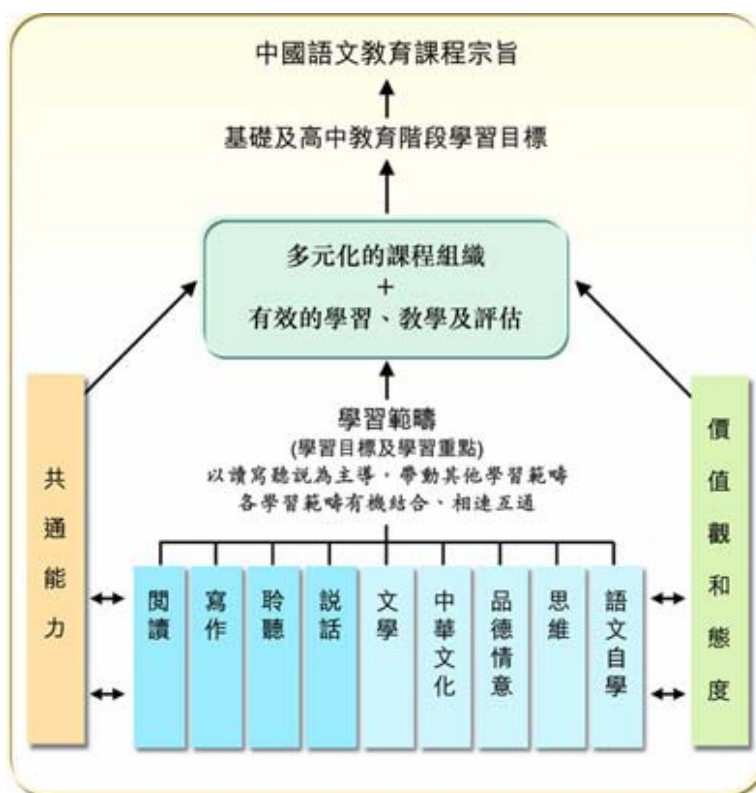 中國語文教育課程宗旨
基礎及高中教育階段學習目標
多元化的課程組織
+
有效的學習、教學及評估
學習範疇
(學習目標及學習重點)
以讀寫聽說為主導，帶動其他學習範疇
各學習範疇有機結合、相連互通
共通能力
閱讀
寫作
聆聽
説話
文學
中華文化
品德情意
思維
語文自學
價值觀和態度